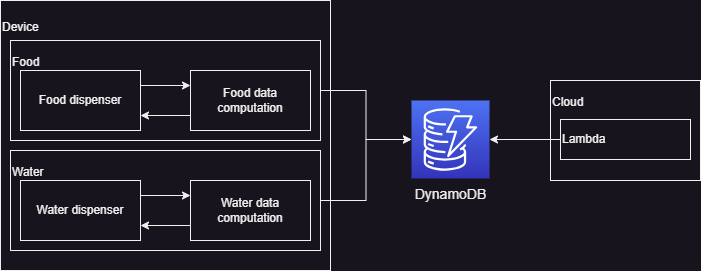 Device
Food
Food dispenser
Food data
computation
Water
Water dispenser
Water data
computation
DynamoDB
Cloud
Lambda